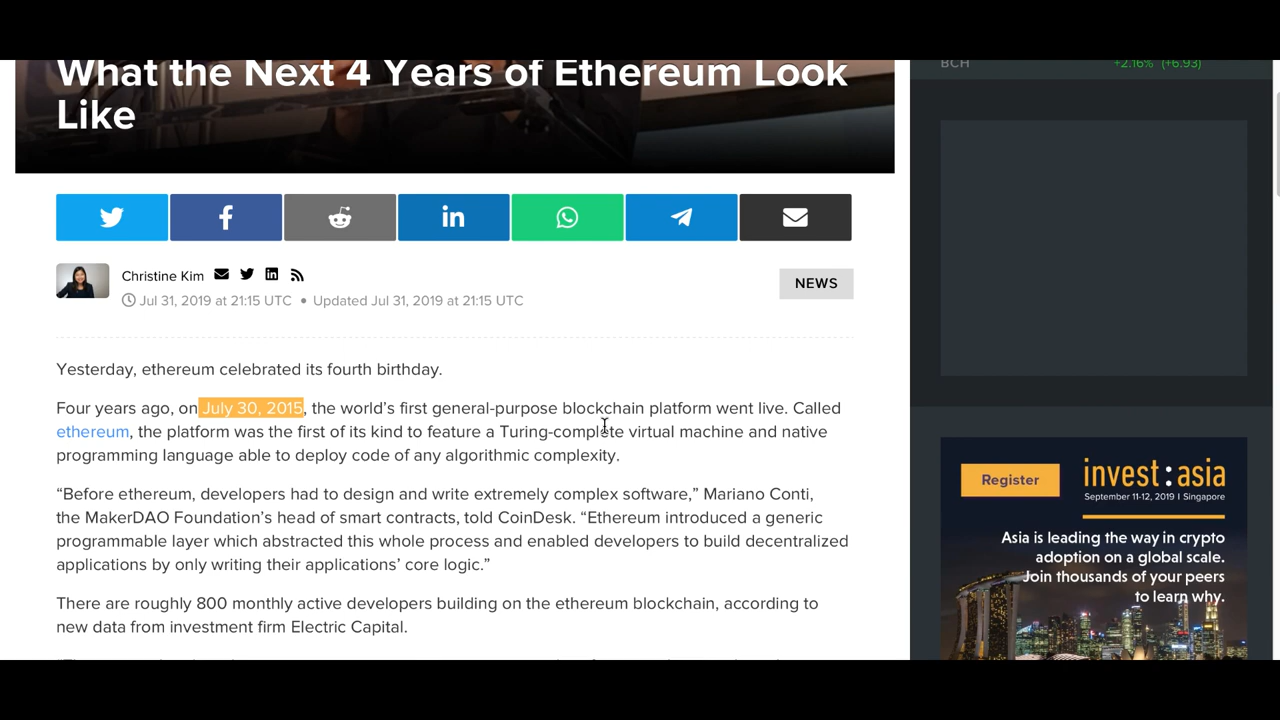 What the Next 4 Years of Ethereum Look
Like
Christine Kim
Jul 31, 2019 at 21:15 UTC • Updated Jul 31, 2019 at 21:15 UTC
NEWS
Yesterday, ethereum celebrated its fourth birthday.
Four years ago, on July 30, 2015, the world’s first general-purpose blockchain platform went live. Called
ethereum, the platform was the first of its kind to feature a Turing-complete virtual machine and native
programming language able to deploy code of any algorithmic complexity.
“Before ethereum, developers had to design and write extremely complex software,” Mariano Conti,
the MakerDAO Foundation’s head of smart contracts, told CoinDesk. “Ethereum introduced a generic
programmable layer which abstracted this whole process and enabled developers to build decentralized
applications by only writing their applications’ core logic.”
There are roughly 800 monthly active developers building on the ethereum blockchain, according to
new data from investment firm Electric Capital.
BCH +2.16% (+6.93)
Register
invest:asia
September 11-12, 2019 | Singapore
Asia is leading the way in crypto
adoption on a global scale.
Join thousands of your peers
to learn why.